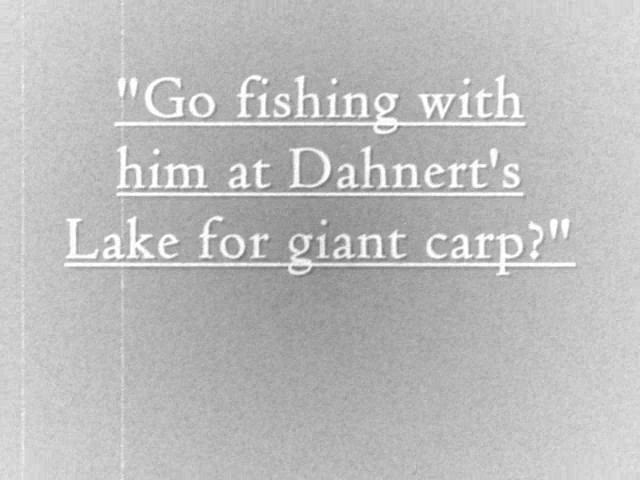 "Go fishing with
him at Dahnert's
Lake for giant carp?"